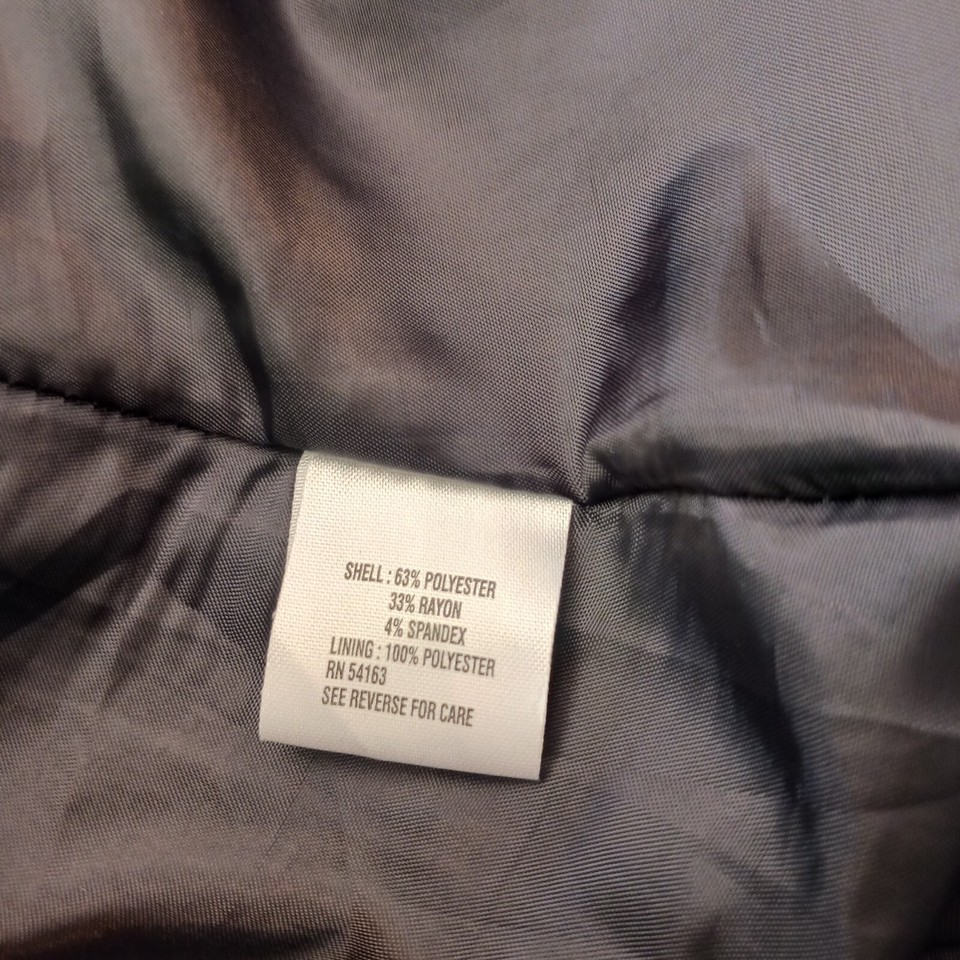 SHELL : 63% POLYESTER
33% RAYON
4% SPANDEX
LINING : 100% POLYESTER
RN 54163
SEE REVERSE FOR CARE